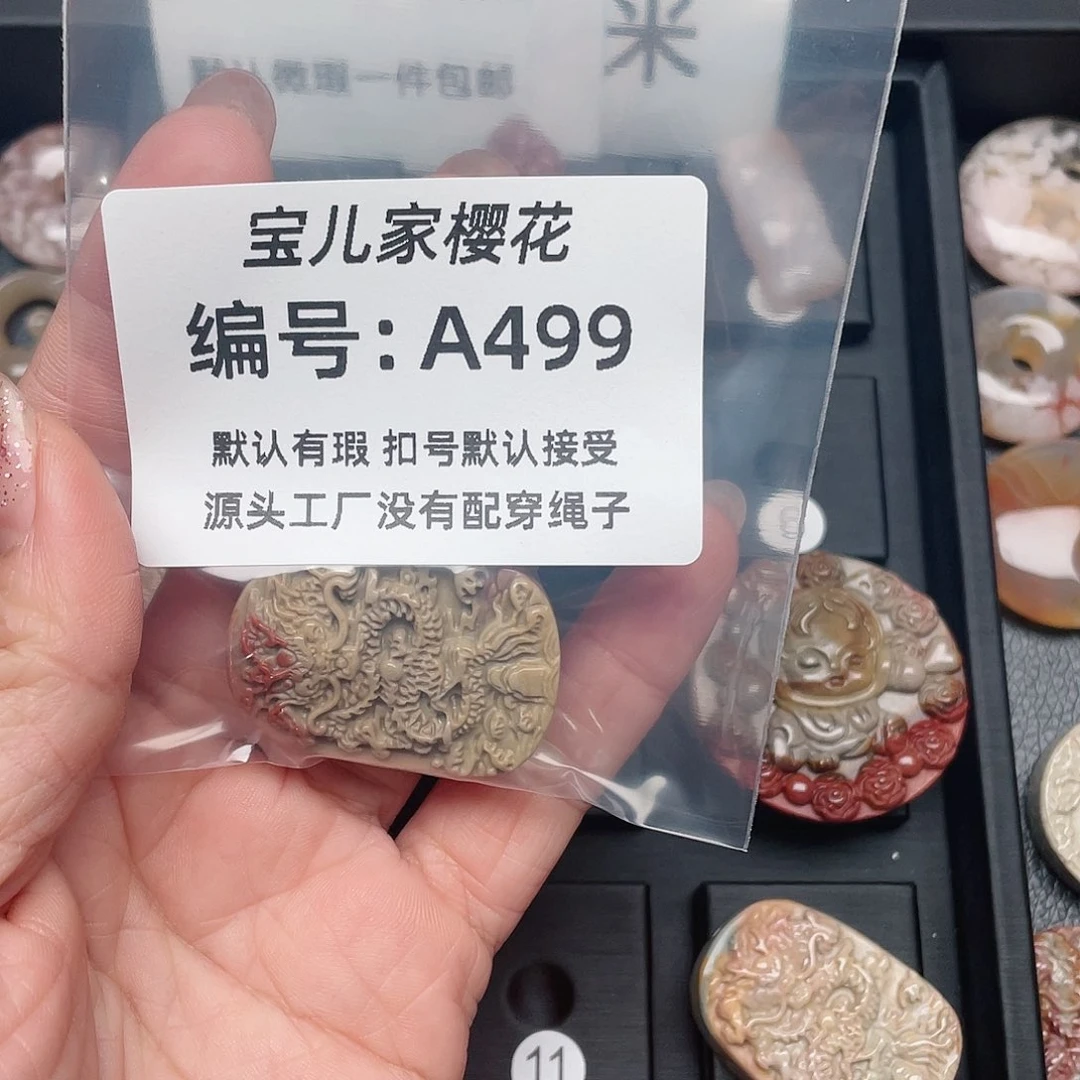 米
默认微瑕一件包邮
宝儿家樱花
编号:A499
默认有瑕 扣号默认接受
源头工厂没有配穿绳子
11